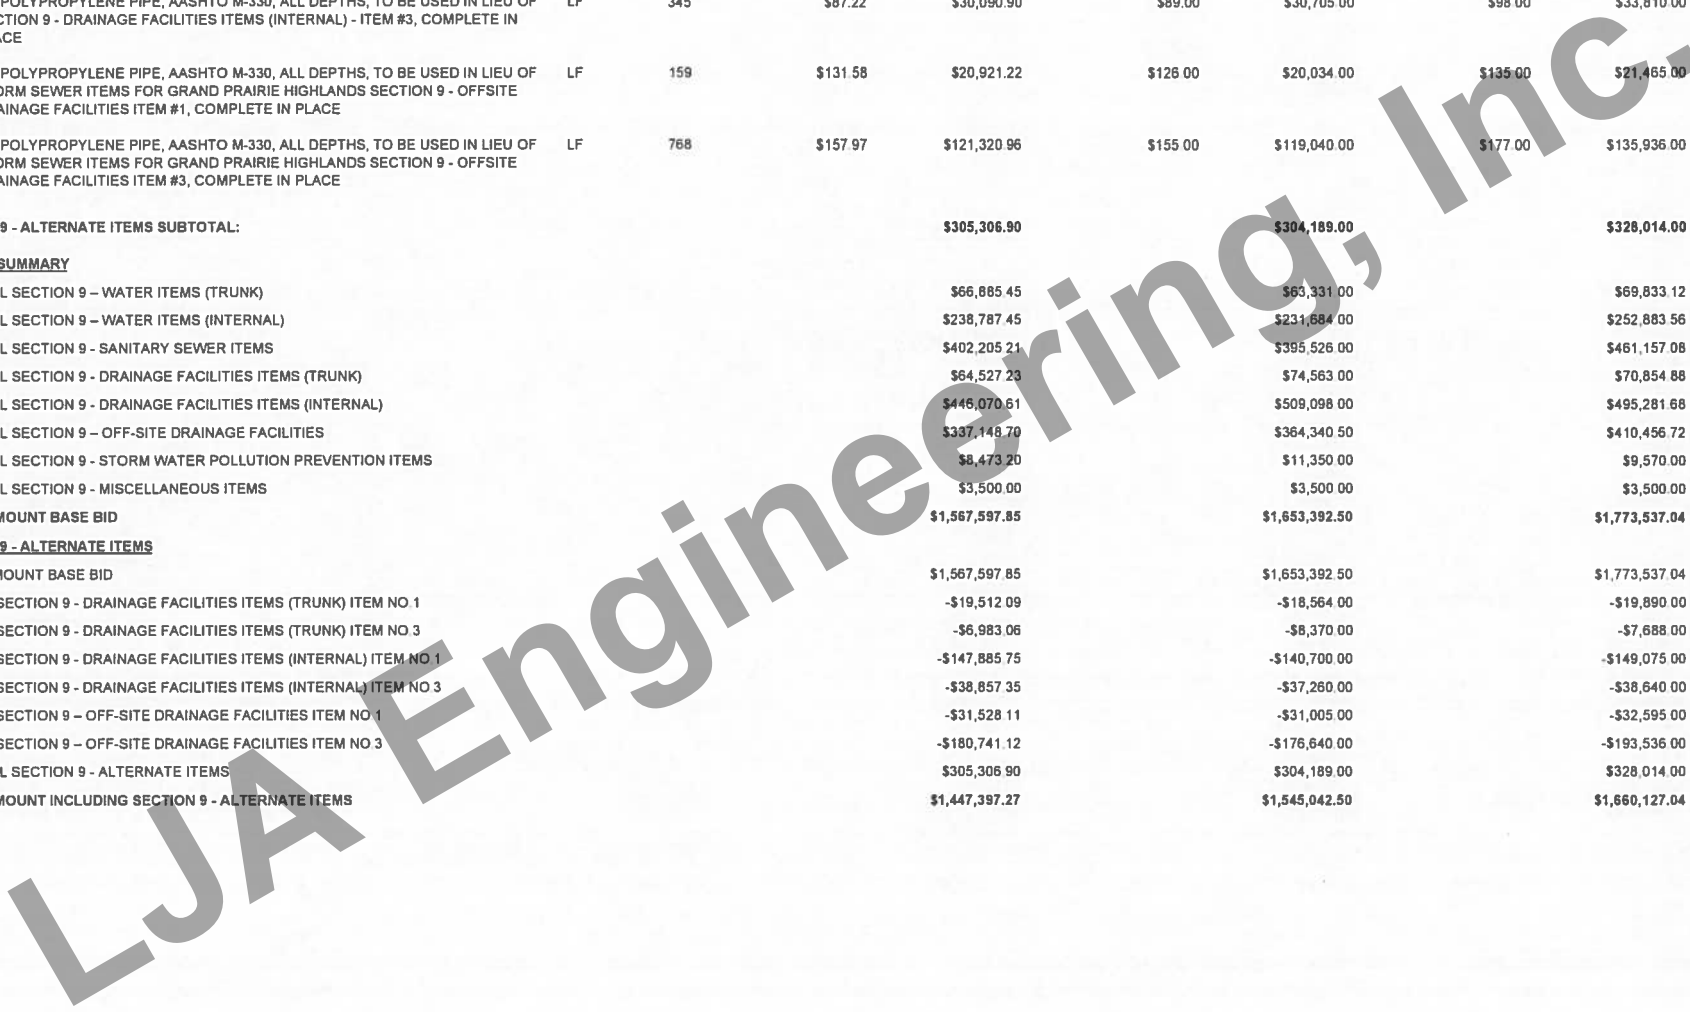 POLYPROPYLENE PIPE, AASHTO M-330, ALL DEPTHS, TO BE USED IN LIEU OF LF 345 $87.22 $30,090.90 $89.00 $30,705.00 $98.00 $33,810.00
CTION 9 - DRAINAGE FACILITIES ITEMS (INTERNAL) - ITEM #3, COMPLETE IN
ACE
POLYPROPYLENE PIPE, AASHTO M-330, ALL DEPTHS, TO BE USED IN LIEU OF LF 159 $131.58 $20,921.22 $126.00 $20,034.00 $135.00 $21,465.00
ORM SEWER ITEMS FOR GRAND PRAIRIE HIGHLANDS SECTION 9 - OFFSITE
AINAGE FACILITIES ITEM #1, COMPLETE IN PLACE
POLYPROPYLENE PIPE, AASHTO M-330, ALL DEPTHS, TO BE USED IN LIEU OF LF 768 $157.97 $121,320.96 $155.00 $119,040.00 $177.00 $135,936.00
ORM SEWER ITEMS FOR GRAND PRAIRIE HIGHLANDS SECTION 9 - OFFSITE
AINAGE FACILITIES ITEM #3, COMPLETE IN PLACE
9 - ALTERNATE ITEMS SUBTOTAL: $305,306.90 $304,189.00 $328,014.00
SUMMARY
L SECTION 9 – WATER ITEMS (TRUNK) $66,885.45 $63,331.00 $69,833.12
L SECTION 9 – WATER ITEMS (INTERNAL) $238,787.45 $231,684.00 $252,883.56
L SECTION 9 - SANITARY SEWER ITEMS $402,205.21 $395,526.00 $461,157.08
L SECTION 9 - DRAINAGE FACILITIES ITEMS (TRUNK) $64,527.23 $74,563.00 $70,854.88
L SECTION 9 - DRAINAGE FACILITIES ITEMS (INTERNAL) $446,070.61 $509,098.00 $495,281.68
L SECTION 9 – OFF-SITE DRAINAGE FACILITIES $337,148.70 $364,340.50 $410,456.72
L SECTION 9 - STORM WATER POLLUTION PREVENTION ITEMS $8,473.20 $11,350.00 $9,570.00
L SECTION 9 - MISCELLANEOUS ITEMS $3,500.00 $3,500.00 $3,500.00
MOUNT BASE BID $1,567,597.85 $1,653,392.50 $1,773,537.04
9 - ALTERNATE ITEMS
MOUNT BASE BID $1,567,597.85 $1,653,392.50 $1,773,537.04
SECTION 9 - DRAINAGE FACILITIES ITEMS (TRUNK) ITEM NO.1 -$19,512.09 -$18,564.00 -$19,890.00
SECTION 9 - DRAINAGE FACILITIES ITEMS (TRUNK) ITEM NO.3 -$6,983.06 -$8,370.00 -$7,688.00
SECTION 9 - DRAINAGE FACILITIES ITEMS (INTERNAL) ITEM NO.1 -$147,885.75 -$140,700.00 -$149,075.00
SECTION 9 - DRAINAGE FACILITIES ITEMS (INTERNAL) ITEM NO.3 -$38,857.35 -$37,260.00 -$38,640.00
SECTION 9 – OFF-SITE DRAINAGE FACILITIES ITEM NO.1 -$31,528.11 -$31,005.00 -$32,595.00
SECTION 9 – OFF-SITE DRAINAGE FACILITIES ITEM NO.3 -$180,741.12 -$176,640.00 -$193,536.00
L SECTION 9 - ALTERNATE ITEMS $305,306.90 $304,189.00 $328,014.00
MOUNT INCLUDING SECTION 9 - ALTERNATE ITEMS $1,447,397.27 $1,545,042.50 $1,660,127.04
LJA Engineering, Inc.